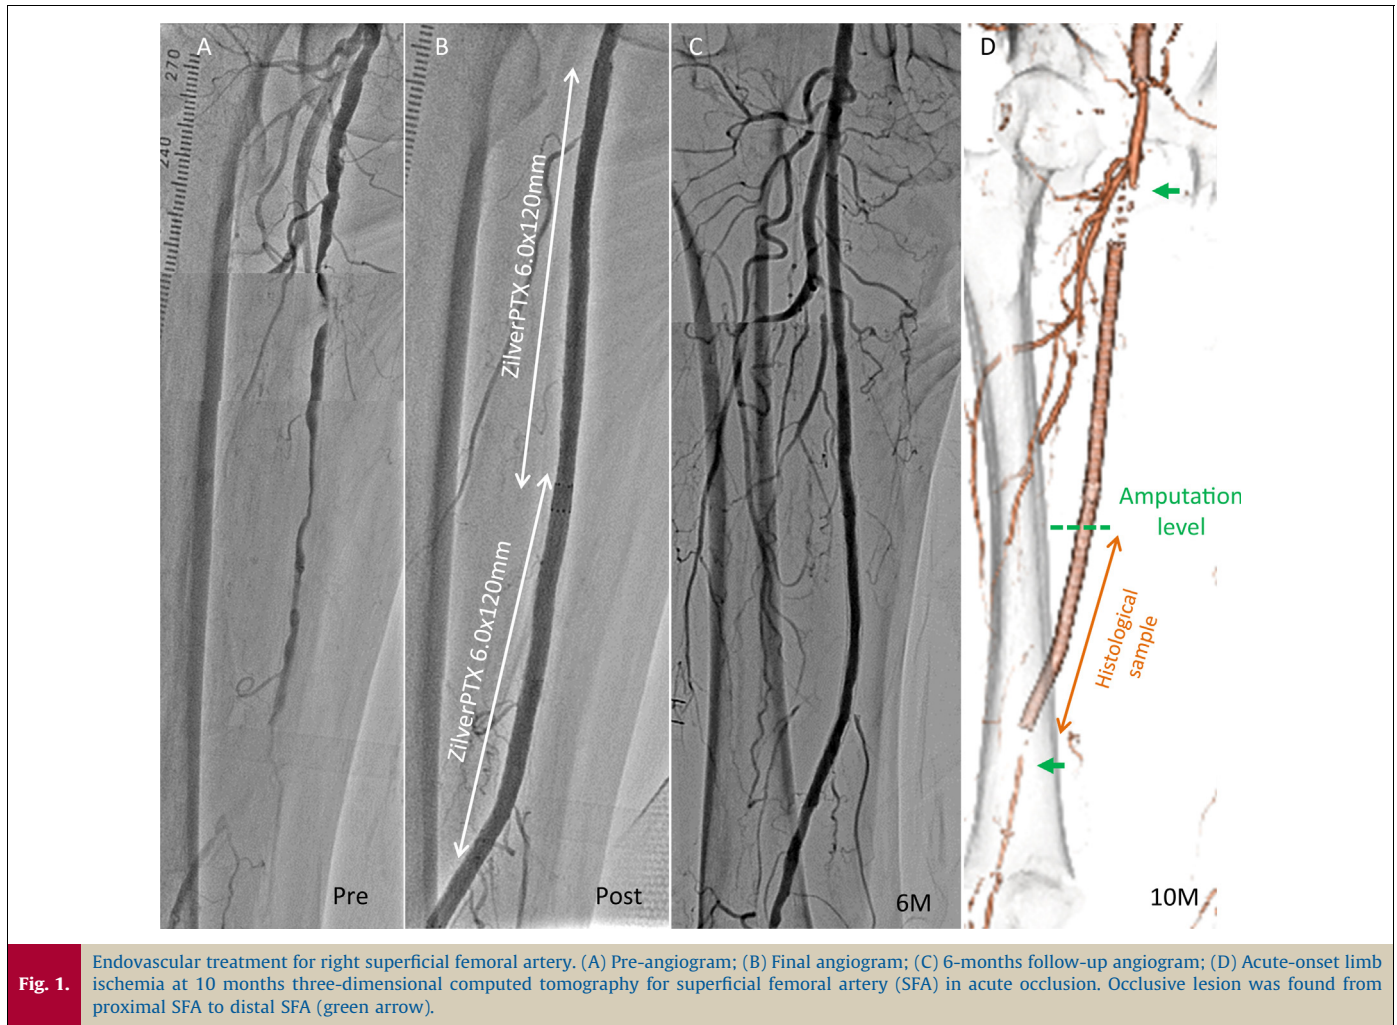 A
270
240
Pre
B
ZilverPTX 6.0x120mm
ZilverPTX 6.0x120mm
Post
C
6M
D
Amputation
level
Histological
sample
10M
Fig. 1.
Endovascular treatment for right superficial femoral artery. (A) Pre-angiogram; (B) Final angiogram; (C) 6-months follow-up angiogram; (D) Acute-onset limb
ischemia at 10 months three-dimensional computed tomography for superficial femoral artery (SFA) in acute occlusion. Occlusive lesion was found from
proximal SFA to distal SFA (green arrow).